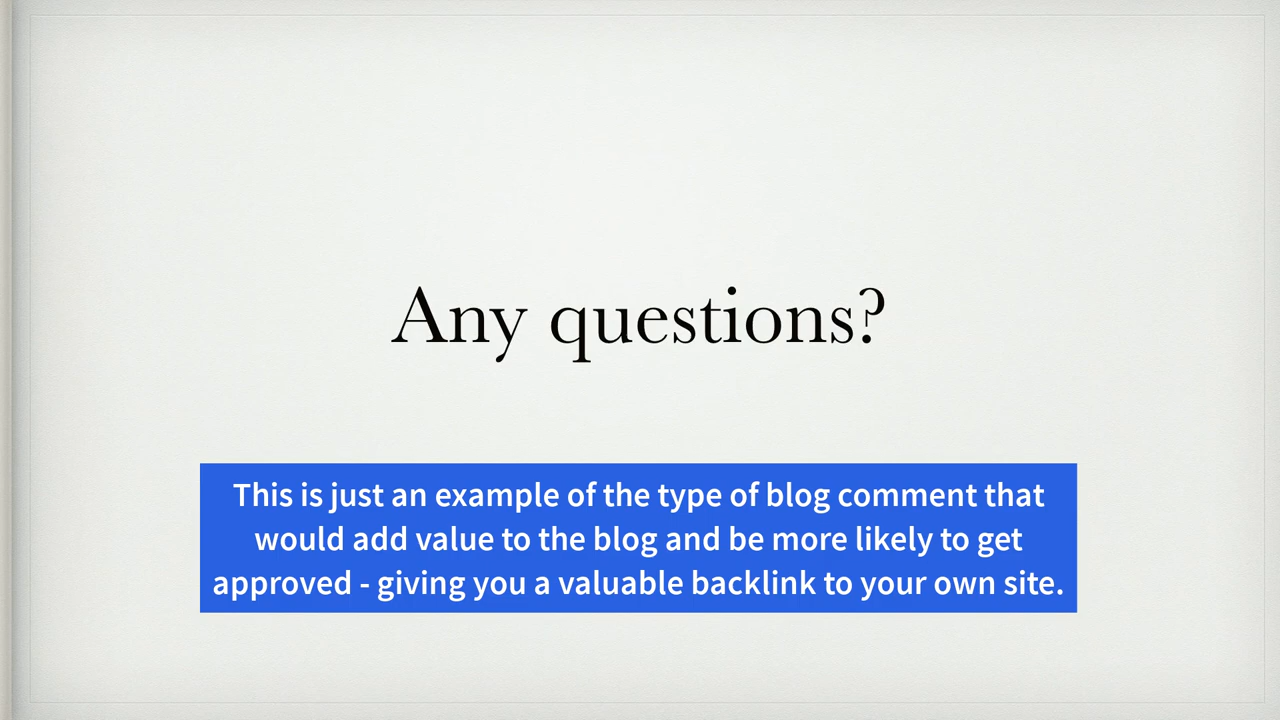 Any questions?
This is just an example of the type of blog comment that
would add value to the blog and be more likely to get
approved - giving you a valuable backlink to your own site.